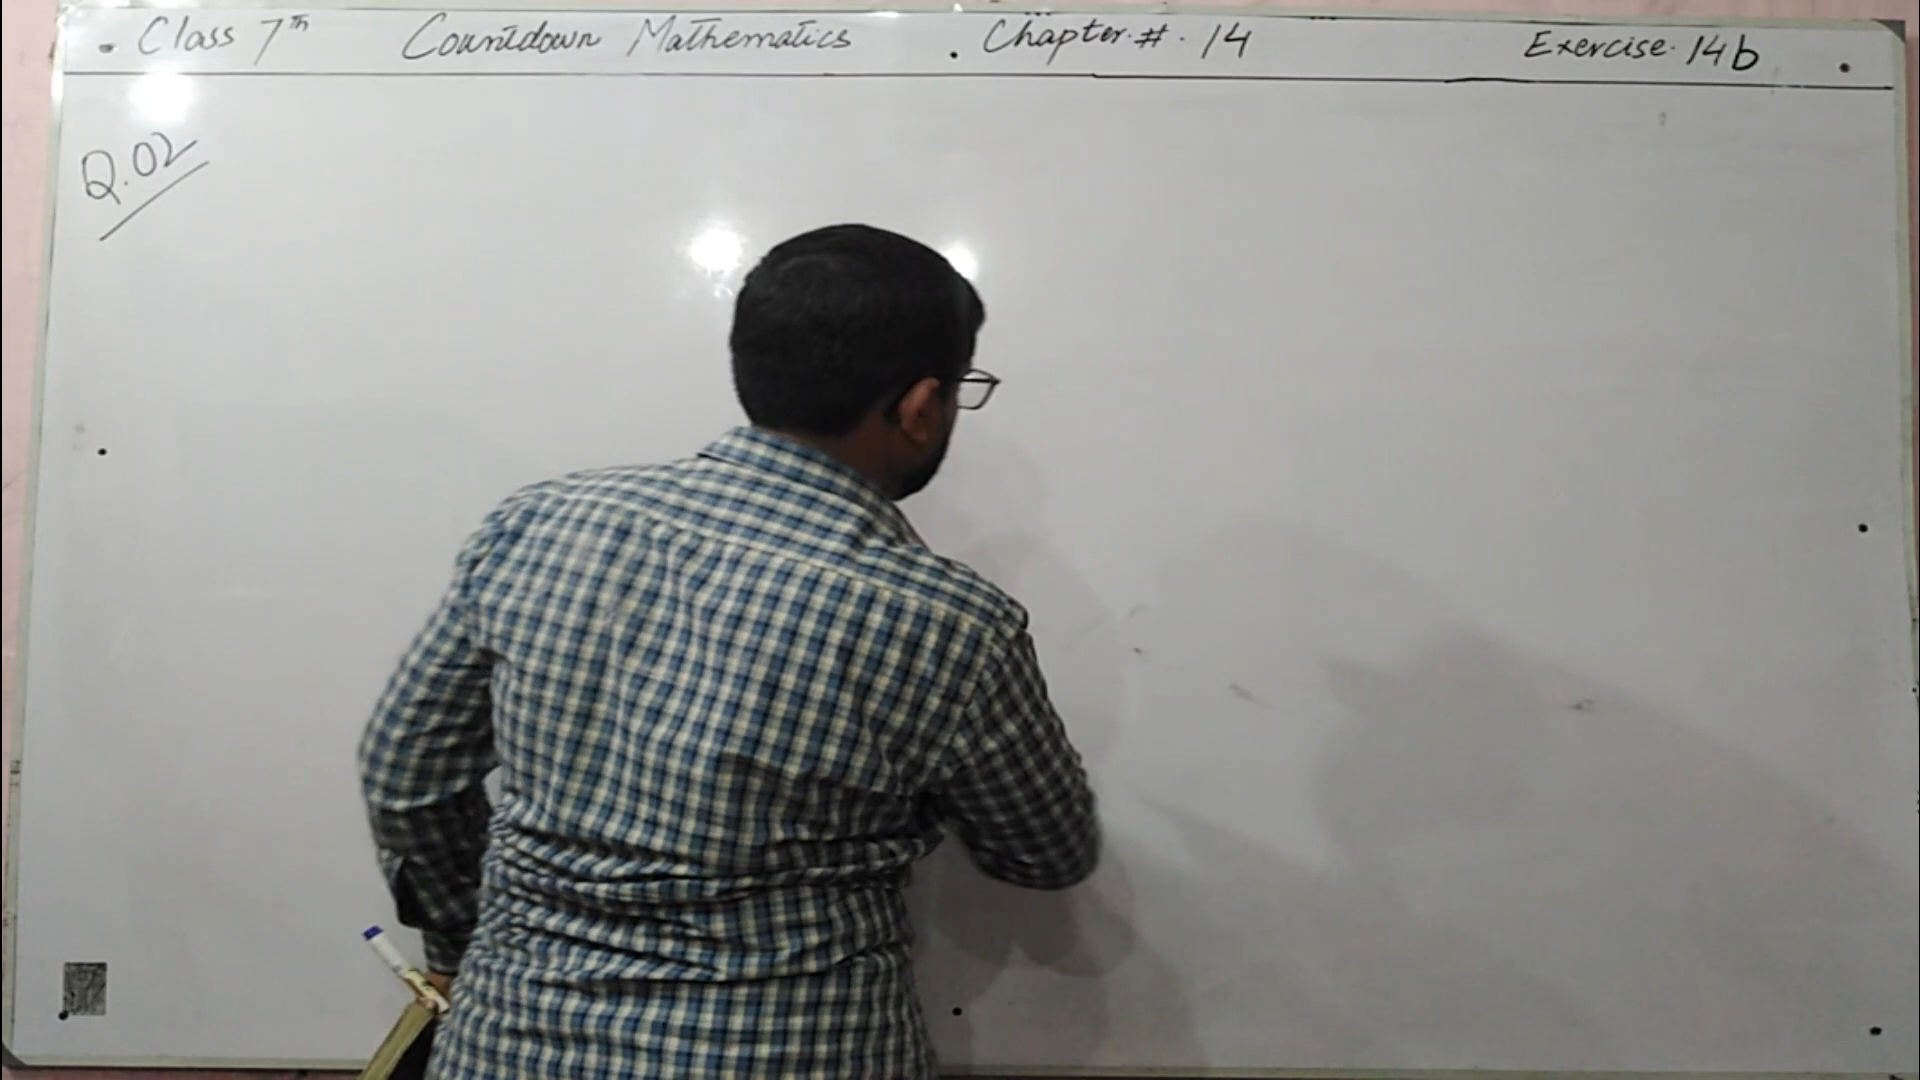 . Class 7th Countdown Mathematics . Chapter # . 14 Exercise. 14b .
Q.02